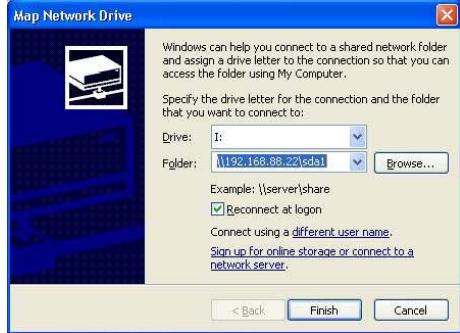 Map Network Drive
Windows can help you connect to a shared network folder
and assign a drive letter to the connection so that you can
access the folder using My Computer.
Specify the drive letter for the connection and the folder
that you want to connect to:
Drive: I:
Folder: \\192.168.88.22\sda1 Browse...
Example: \\server\share
Reconnect at logon
Connect using a different user name.
Sign up for online storage or connect to a
network server.
< Back Finish Cancel